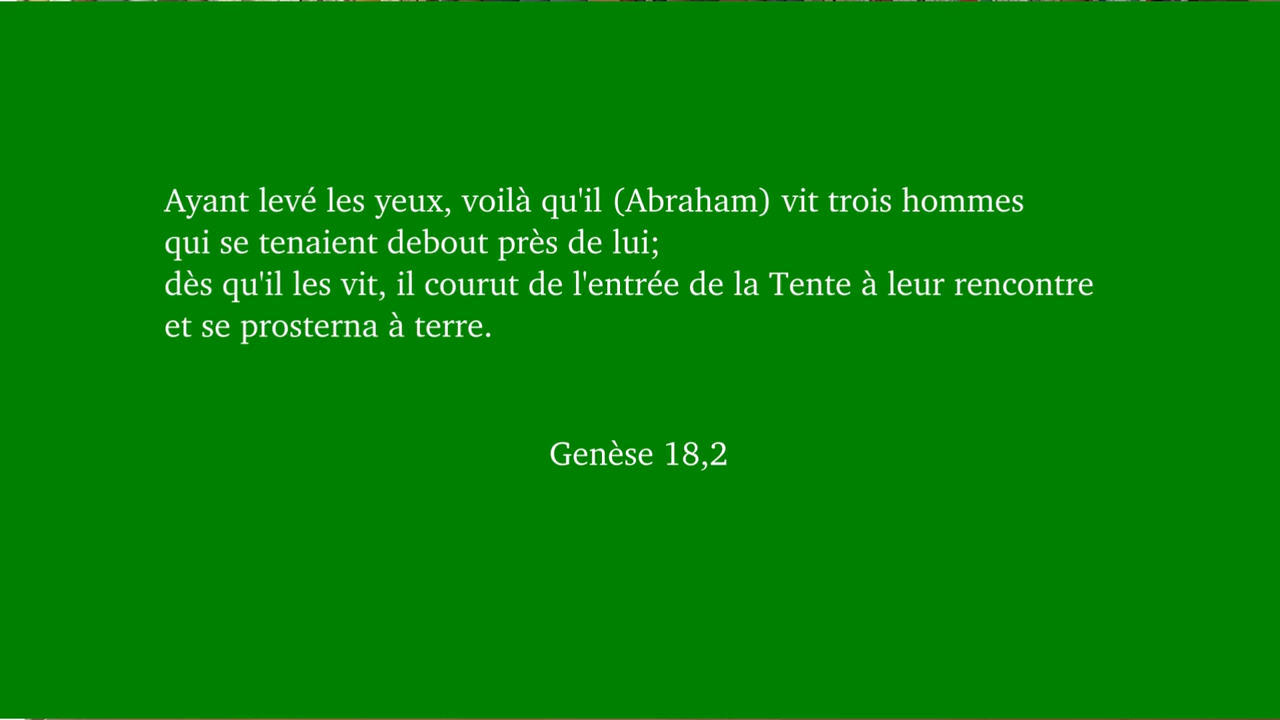 Ayant levé les yeux, voilà qu'il (Abraham) vit trois hommes
qui se tenaient debout près de lui;
dès qu'il les vit, il courut de l'entrée de la Tente à leur rencontre
et se prosterna à terre.
Genèse 18,2